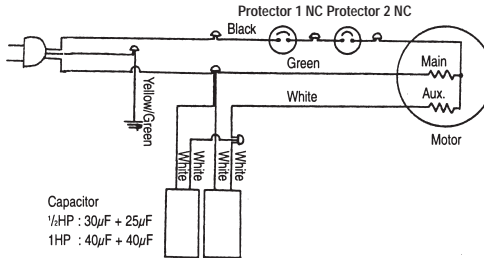 Protector 1 NC Protector 2 NC
Black
Green
Main
White
Aux.
Motor
Yellow/Green
White
White
White
White
Capacitor
½HP : 30µF + 25µF
1HP : 40µF + 40µF